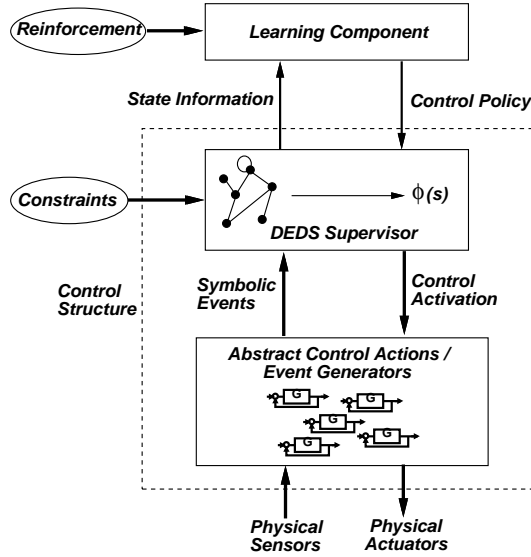 Reinforcement
Learning Component
State Information
Control Policy
Constraints
ϕ(s)
DEDS Supervisor
Control
Structure
Symbolic
Events
Control
Activation
Abstract Control Actions /
Event Generators
G
G
G
G
G
Physical
Sensors
Physical
Actuators